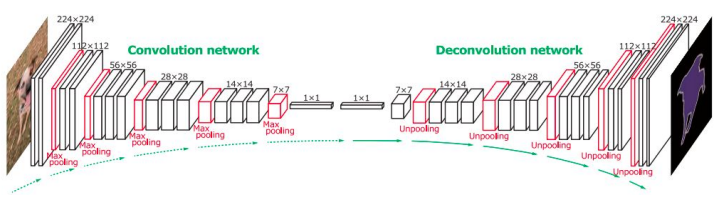 224×224
112×112
56×56
28×28
14×14
7×7
1×1
1×1
7×7
14×14
28×28
56×56
112×112
224×224
Convolution network
Deconvolution network
Max
pooling
Max
pooling
Max
pooling
Max
pooling
Max
pooling
Unpooling
Unpooling
Unpooling
Unpooling
Unpooling